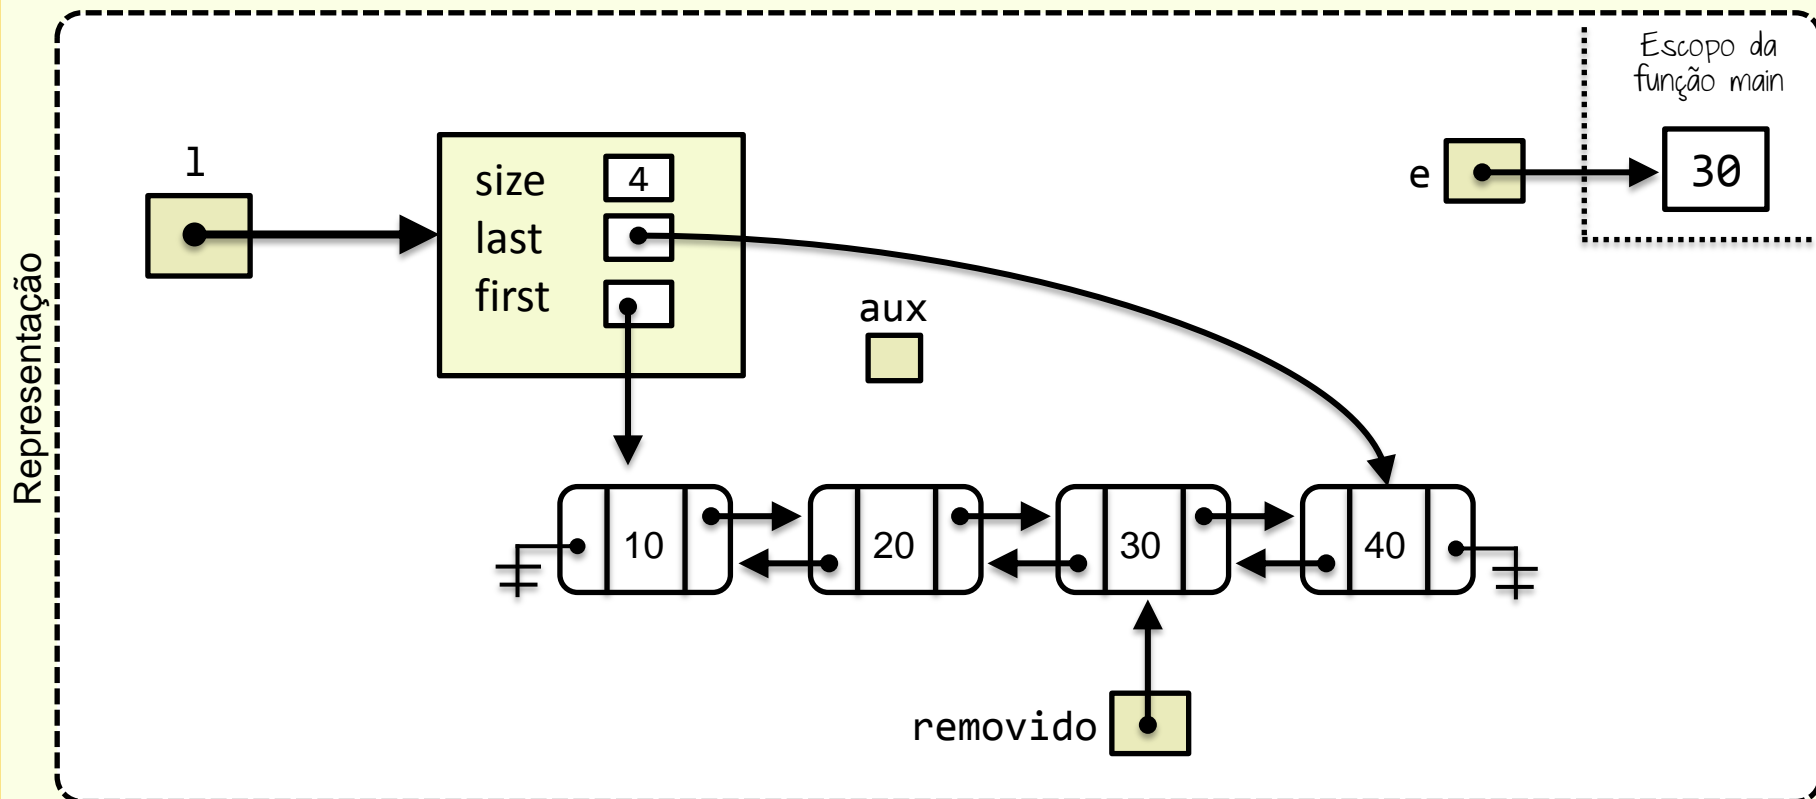 Representação
Escopo da
função main
l
size 4
last
first
e
30
aux
10
20
30
40
removido